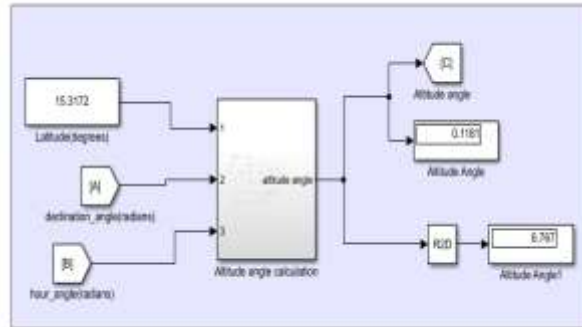 [C]
Altitude angle
15.3172
Latitude(degrees)
1
0.1181
Altitude Angle
[A]
2
altitude angle
declination_angle(radians)
[B]
3
R2D
6.767
hour_angle(radians)
Altitude angle calculation
Altitude Angle1